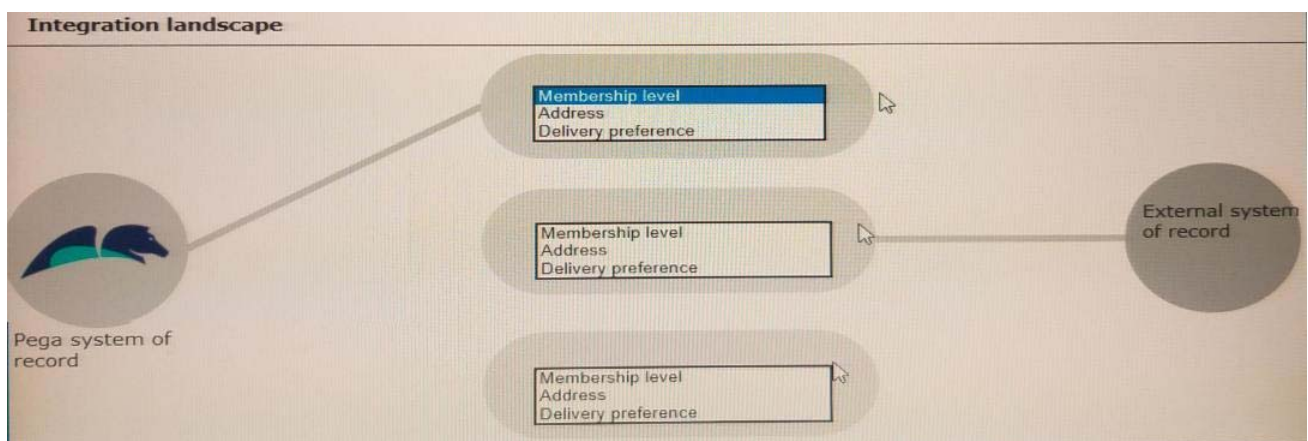 Integration landscape
Membership level
Address
Delivery preference
Membership level
Address
Delivery preference
External system
of record
Pega system of
record
Membership level
Address
Delivery preference